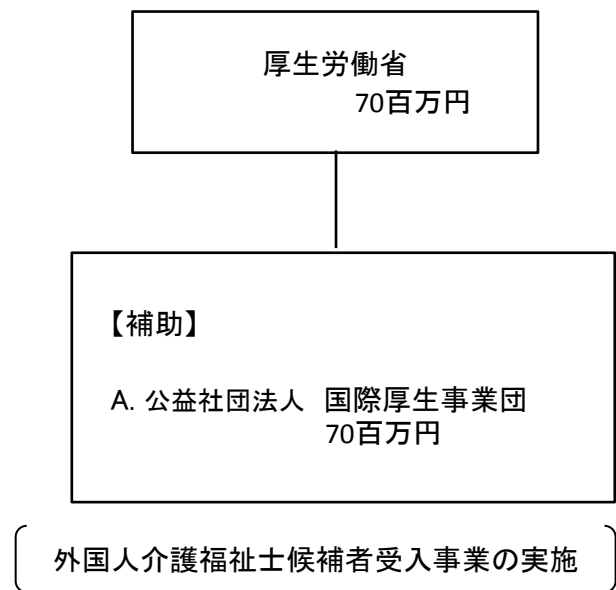 厚生労働省
70百万円
【補助】
A. 公益社団法人 国際厚生事業団
70百万円
外国人介護福祉士候補者受入事業の実施